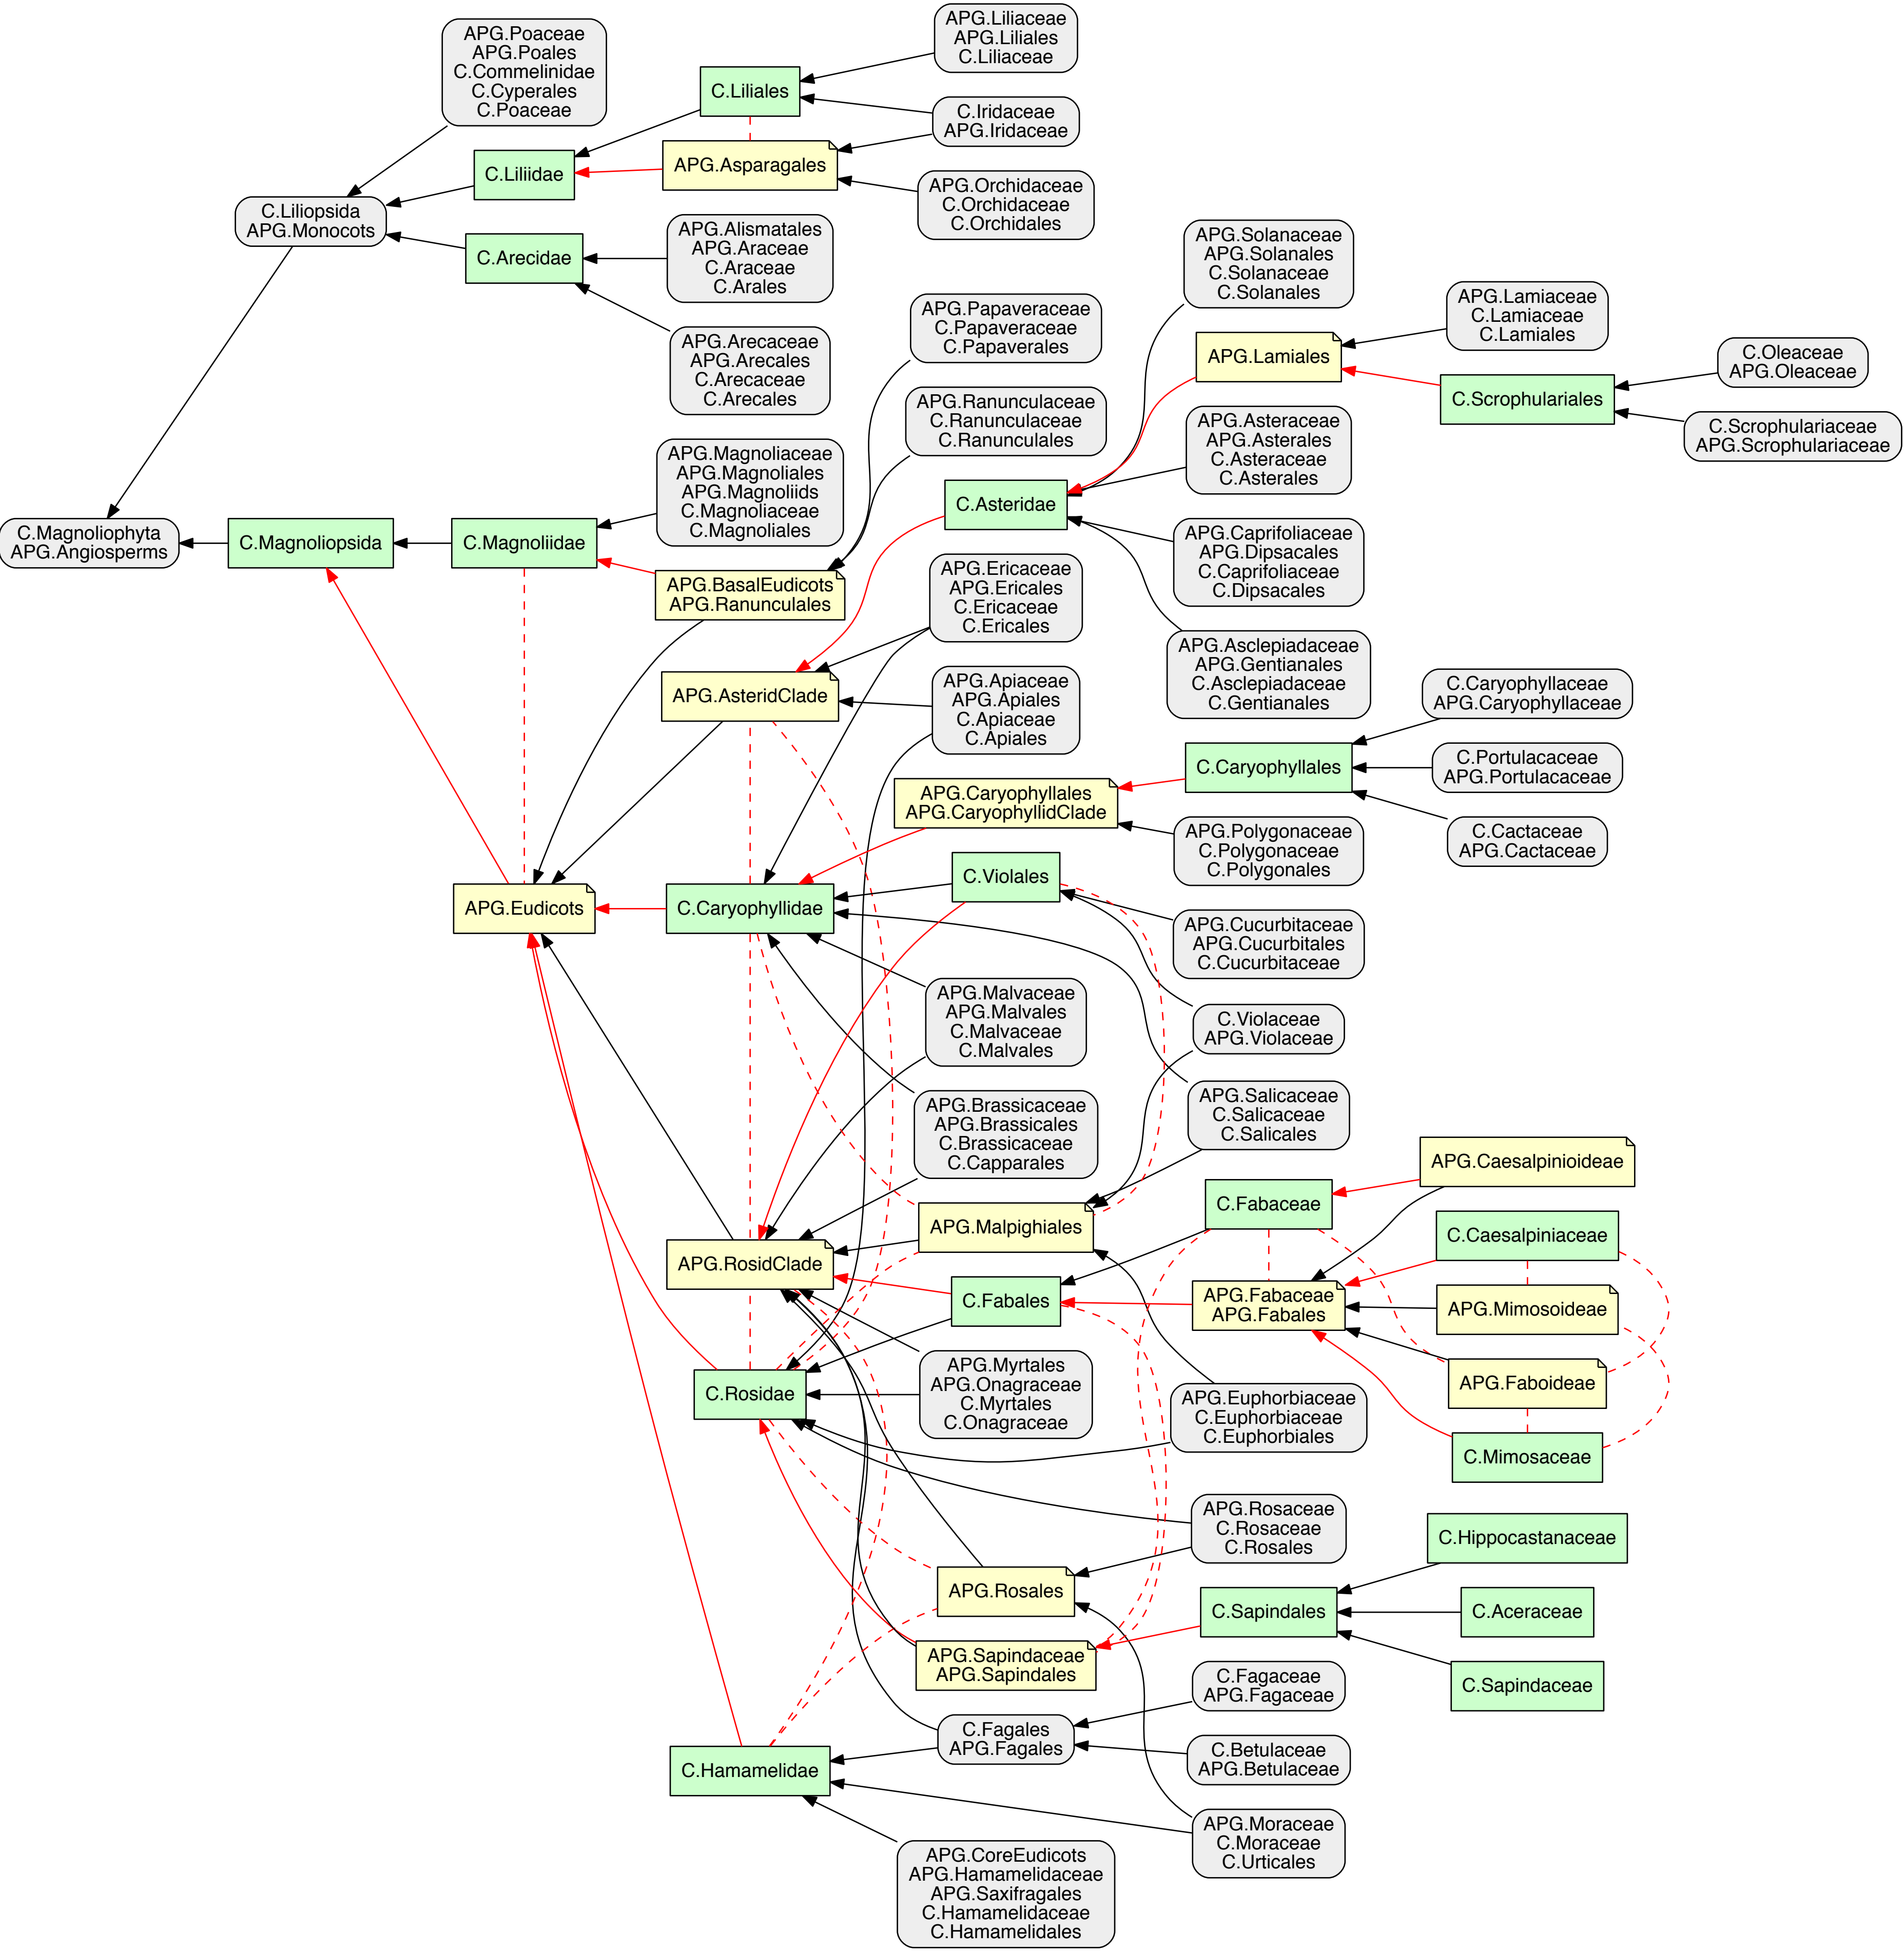 APG.Poaceae
APG.Poales
C.Commelinidae
C.Cyperales
C.Poaceae
C.Liliales
APG.Liliaceae
APG.Liliales
C.Liliaceae
C.Iridaceae
APG.Iridaceae
C.Liliidae
APG.Asparagales
APG.Orchidaceae
C.Orchidaceae
C.Orchidales
C.Liliopsida
APG.Monocots
C.Arecidae
APG.Alismatales
APG.Araceae
C.Araceae
C.Arales
APG.Arecaceae
APG.Arecales
C.Arecaceae
C.Arecales
APG.Solanaceae
APG.Solanales
C.Solanaceae
C.Solanales
APG.Papaveraceae
C.Papaveraceae
C.Papaverales
APG.Lamiales
APG.Lamiaceae
C.Lamiaceae
C.Lamiales
C.Oleaceae
APG.Oleaceae
C.Scrophulariales
C.Scrophulariaceae
APG.Scrophulariaceae
APG.Ranunculaceae
C.Ranunculaceae
C.Ranunculales
APG.Asteraceae
APG.Asterales
C.Asteraceae
C.Asterales
APG.Magnoliaceae
APG.Magnoliales
APG.Magnoliids
C.Magnoliaceae
C.Magnoliales
C.Asteridae
C.Magnoliophyta
APG.Angiosperms
C.Magnoliopsida
C.Magnoliidae
APG.BasalEudicots
APG.Ranunculales
APG.Caprifoliaceae
APG.Dipsacales
C.Caprifoliaceae
C.Dipsacales
APG.Ericaceae
APG.Ericales
C.Ericaceae
C.Ericales
APG.Asclepiadaceae
APG.Gentianales
C.Asclepiadaceae
C.Gentianales
APG.AsteridClade
APG.Apiaceae
APG.Apiales
C.Apiaceae
C.Apiales
C.Caryophyllaceae
APG.Caryophyllaceae
C.Caryophyllales
C.Portulacaceae
APG.Portulacaceae
APG.Caryophyllales
APG.CaryophyllidClade
C.Cactaceae
APG.Cactaceae
APG.Polygonaceae
C.Polygonaceae
C.Polygonales
APG.Eudicots
C.Caryophyllidae
C.Violales
APG.Cucurbitaceae
APG.Cucurbitales
C.Cucurbitaceae
APG.Malvaceae
APG.Malvales
C.Malvaceae
C.Malvales
C.Violaceae
APG.Violaceae
APG.Brassicaceae
APG.Brassicales
C.Brassicaceae
C.Capparales
APG.Salicaceae
C.Salicaceae
C.Salicales
APG.Caesalpinioideae
C.Fabaceae
APG.Malpighiales
C.Caesalpiniaceae
APG.RosidClade
C.Fabales
APG.Fabaceae
APG.Fabales
APG.Mimosoideae
APG.Faboideae
C.Rosidae
APG.Myrtales
APG.Onagraceae
C.Myrtales
C.Onagraceae
APG.Euphorbiaceae
C.Euphorbiaceae
C.Euphorbiales
C.Mimosaceae
APG.Rosaceae
C.Rosaceae
C.Rosales
C.Hippocastanaceae
APG.Rosales
C.Sapindales
C.Aceraceae
APG.Sapindaceae
APG.Sapindales
C.Sapindaceae
C.Fagaceae
APG.Fagaceae
C.Fagales
APG.Fagales
C.Betulaceae
APG.Betulaceae
C.Hamamelidae
APG.Moraceae
C.Moraceae
C.Urticales
APG.CoreEudicots
APG.Hamamelidaceae
APG.Saxifragales
C.Hamamelidaceae
C.Hamamelidales